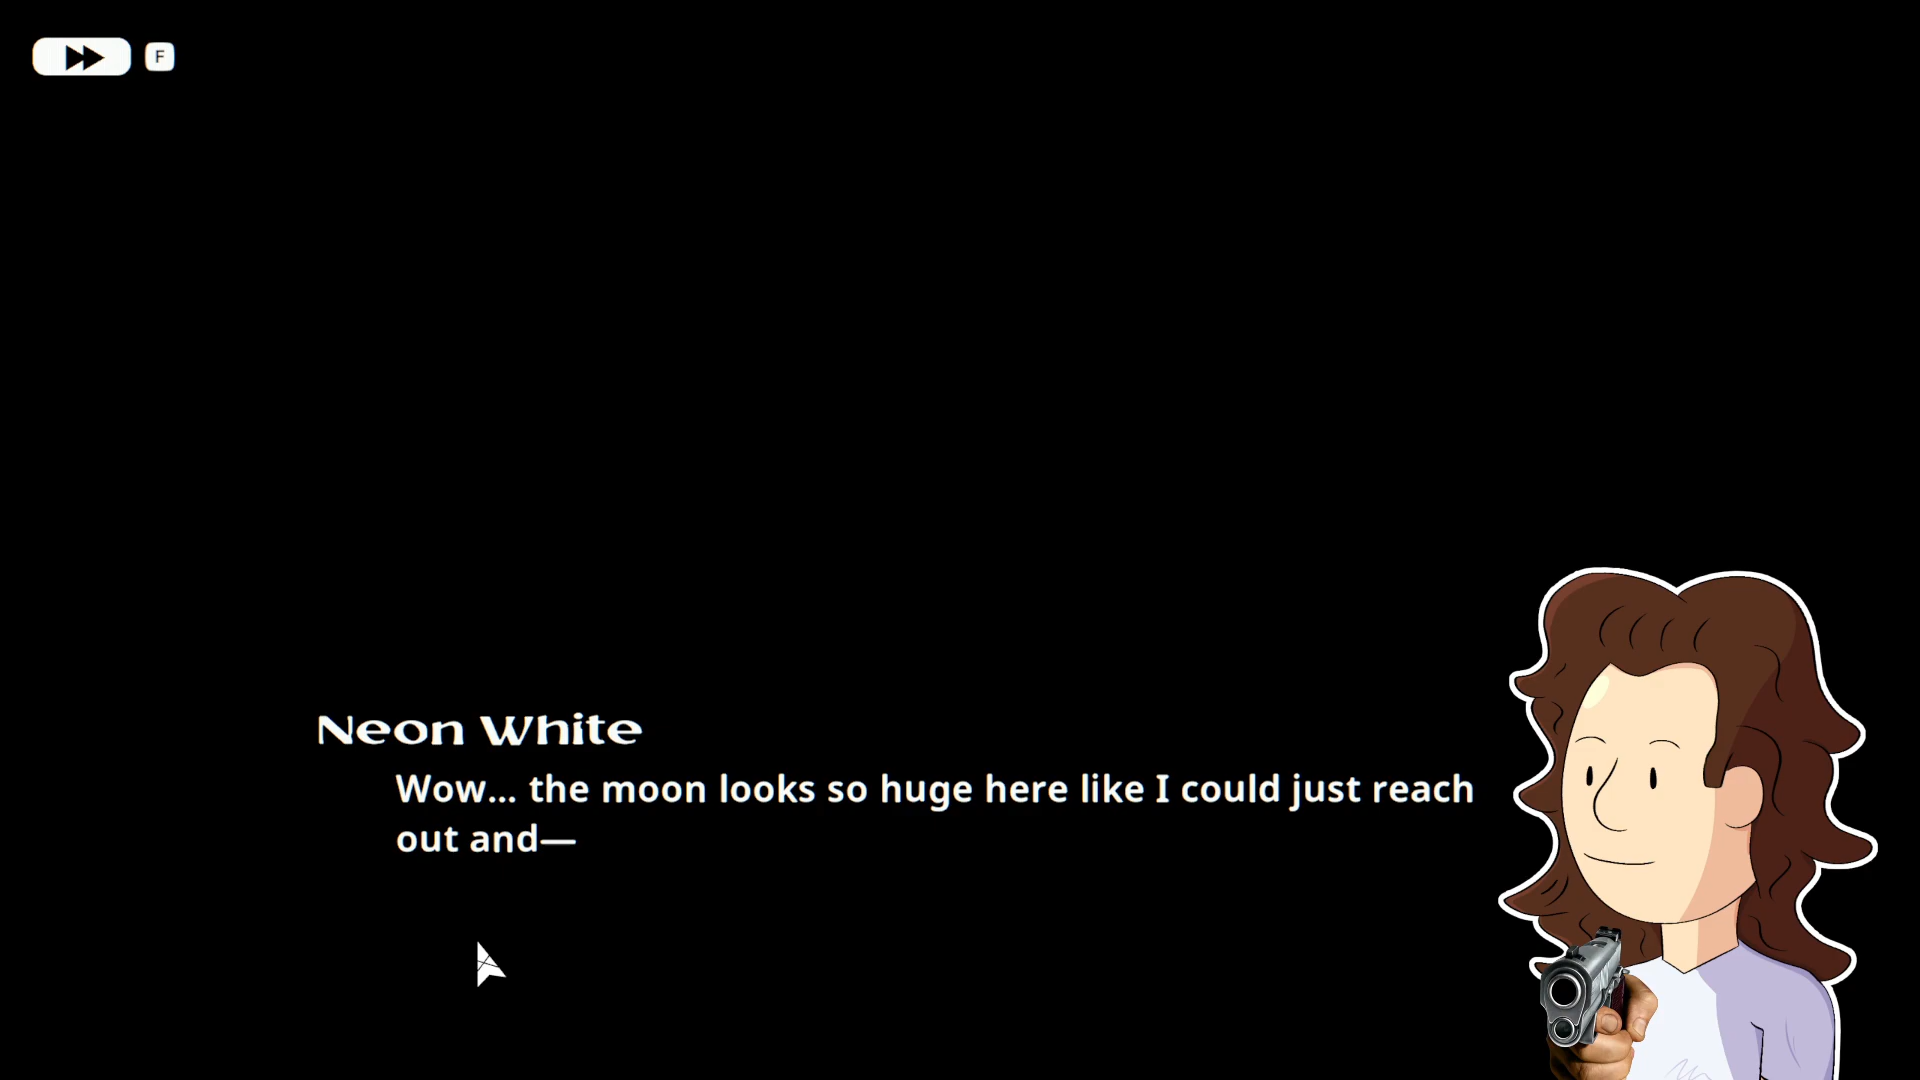 F
Neon White
Wow... the moon looks so huge here like I could just reach
out and—